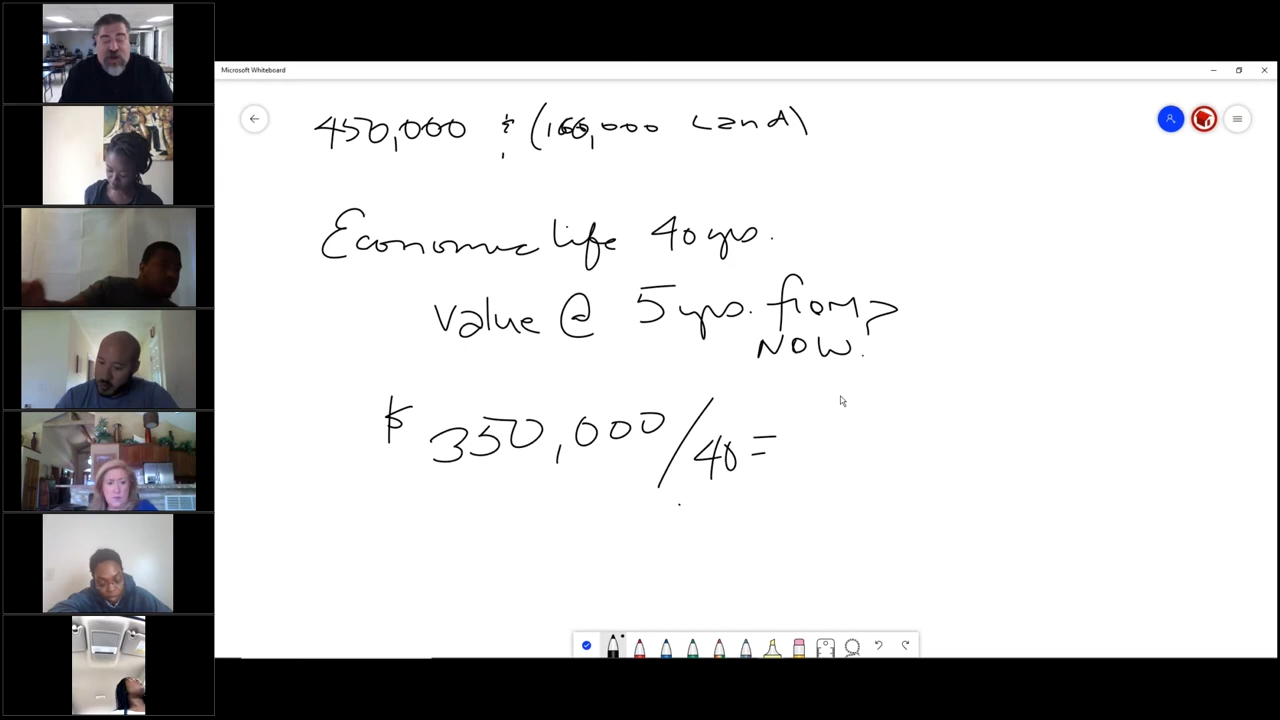 Microsoft Whiteboard
450,000 & (100,000 Land)
Economic life 40 yrs.
value @ 5 yrs. from
NOW.?
$ 350,000/40 =